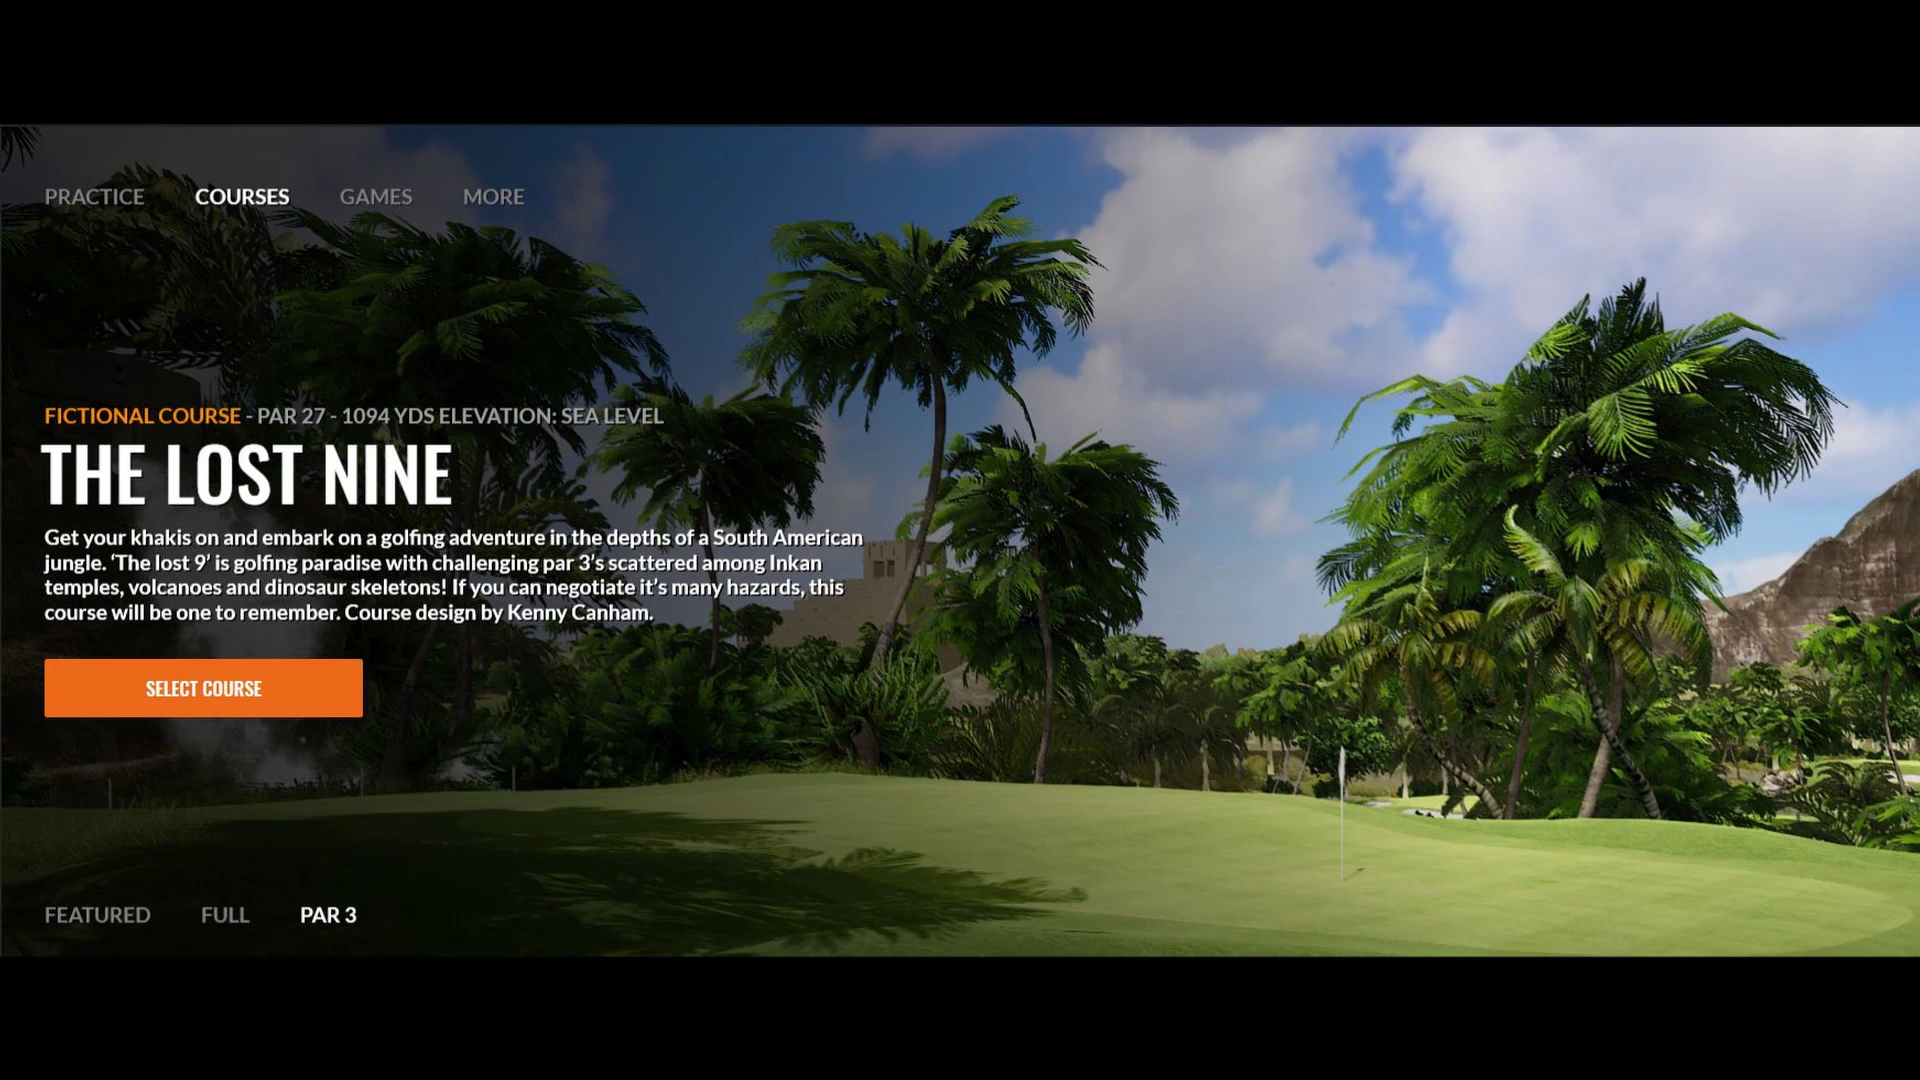 PRACTICE COURSES GAMES MORE
FICTIONAL COURSE - PAR 27 - 1094 YDS ELEVATION: SEA LEVEL
THE LOST NINE
Get your khakis on and embark on a golfing adventure in the depths of a South American
jungle. ‘The lost 9’ is golfing paradise with challenging par 3’s scattered among Inkan
temples, volcanoes and dinosaur skeletons! If you can negotiate it’s many hazards, this
course will be one to remember. Course design by Kenny Canham.
SELECT COURSE
FEATURED FULL PAR 3